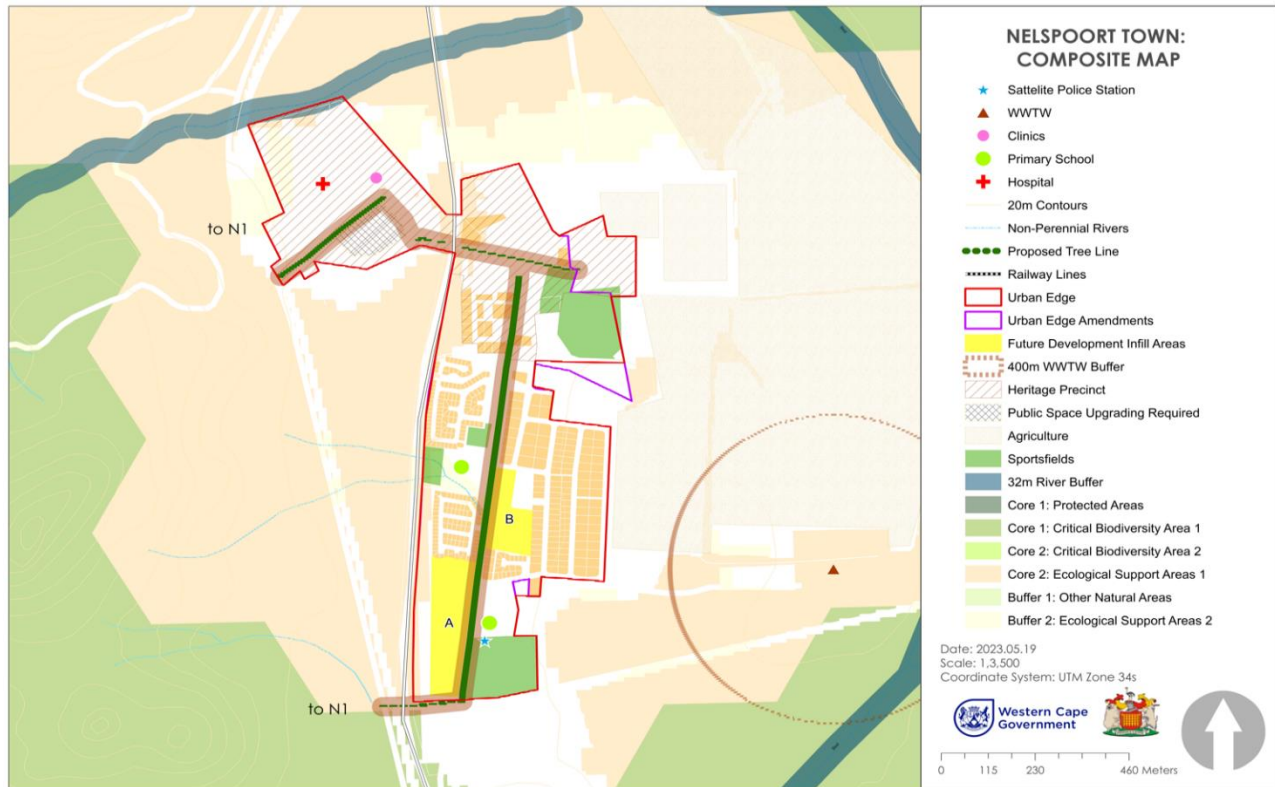 NELSPOORT TOWN:
COMPOSITE MAP
Sattelite Police Station
WWTW
Clinics
Primary School
Hospital
20m Contours
Non-Perennial Rivers
Proposed Tree Line
Railway Lines
Urban Edge
Urban Edge Amendments
Future Development Infill Areas
400m WWTW Buffer
Heritage Precinct
Public Space Upgrading Required
Agriculture
Sportsfields
32m River Buffer
Core 1: Protected Areas
Core 1: Critical Biodiversity Area 1
Core 2: Critical Biodiversity Area 2
Core 2: Ecological Support Areas 1
Buffer 1: Other Natural Areas
Buffer 2: Ecological Support Areas 2
Date: 2023.05.19
Scale: 1,3,500
Coordinate System: UTM Zone 34s
Western Cape
Government
0 115 230 460 Meters
to N1
B
A
to N1